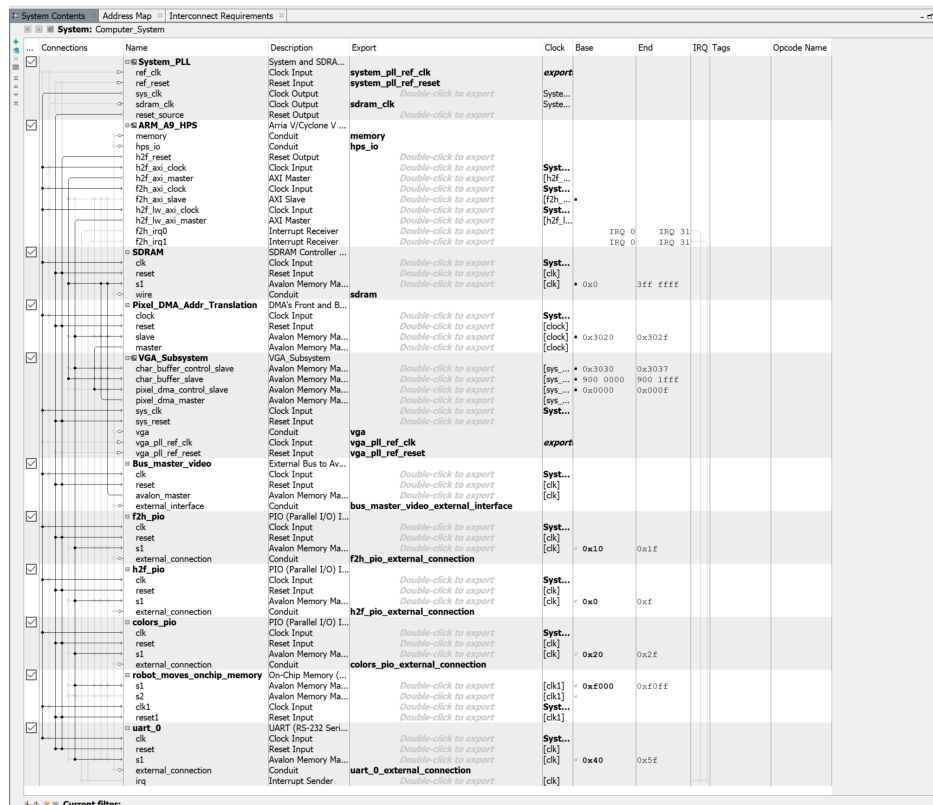 System Contents Address Map Interconnect Requirements
System: Computer_System
... Connections Name Description Export Clock Base End IRQ Tags Opcode Name
System_PLL System and SDRA...
ref_clk Clock Input system_pll_ref_clk export
ref_reset Reset Input system_pll_ref_reset
sys_clk Clock Output Double-click to export Syste...
sdram_clk Clock Output sdram_clk Syste...
reset_source Reset Output Double-click to export
ARM_A9_HPS Arria V/Cyclone V ...
memory Conduit memory
hps_io Conduit hps_io
h2f_reset Reset Output Double-click to export
h2f_axi_clock Clock Input Double-click to export Syst...
h2f_axi_master AXI Master Double-click to export [h2f_...
f2h_axi_clock Clock Input Double-click to export Syst...
f2h_axi_slave AXI Slave Double-click to export [f2h_...
h2f_lw_axi_clock Clock Input Double-click to export Syst...
h2f_lw_axi_master AXI Master Double-click to export [h2f_l...
f2h_irq0 Interrupt Receiver Double-click to export IRQ 0 IRQ 31
f2h_irq1 Interrupt Receiver Double-click to export IRQ 0 IRQ 31
SDRAM SDRAM Controller ...
clk Clock Input Double-click to export Syst...
reset Reset Input Double-click to export [clk]
s1 Avalon Memory Ma... Double-click to export [clk] 0x0 3ff ffff
wire Conduit sdram
Pixel_DMA_Addr_Translation DMA's Front and B...
clock Clock Input Double-click to export Syst...
reset Reset Input Double-click to export [clock]
slave Avalon Memory Ma... Double-click to export [clock] 0x3020 0x302f
master Avalon Memory Ma... Double-click to export [clock]
VGA_Subsystem VGA_Subsystem
char_buffer_control_slave Avalon Memory Ma... Double-click to export [sys_... 0x3030 0x3037
char_buffer_slave Avalon Memory Ma... Double-click to export [sys_... 900 0000 900 1fff
pixel_dma_control_slave Avalon Memory Ma... Double-click to export [sys_... 0x0000 0x000f
pixel_dma_master Avalon Memory Ma... Double-click to export [sys_...
sys_clk Clock Input Double-click to export Syst...
sys_reset Reset Input Double-click to export
vga Conduit vga
vga_pll_ref_clk Clock Input vga_pll_ref_clk export
vga_pll_ref_reset Reset Input vga_pll_ref_reset
Bus_master_video External Bus to Av...
clk Clock Input Double-click to export Syst...
reset Reset Input Double-click to export [clk]
avalon_master Avalon Memory Ma... Double-click to export [clk]
external_interface Conduit bus_master_video_external_interface
f2h_pio PIO (Parallel I/O) I...
clk Clock Input Double-click to export Syst...
reset Reset Input Double-click to export [clk]
s1 Avalon Memory Ma... Double-click to export [clk] 0x10 0x1f
external_connection Conduit f2h_pio_external_connection
h2f_pio PIO (Parallel I/O) I...
clk Clock Input Double-click to export Syst...
reset Reset Input Double-click to export [clk]
s1 Avalon Memory Ma... Double-click to export [clk] 0x0 0xf
external_connection Conduit h2f_pio_external_connection
colors_pio PIO (Parallel I/O) I...
clk Clock Input Double-click to export Syst...
reset Reset Input Double-click to export [clk]
s1 Avalon Memory Ma... Double-click to export [clk] 0x20 0x2f
external_connection Conduit colors_pio_external_connection
robot_moves_onchip_memory On-Chip Memory (...
s1 Avalon Memory Ma... Double-click to export [clk1] 0xf000 0xf0ff
s2 Avalon Memory Ma... Double-click to export [clk1]
clk1 Clock Input Double-click to export Syst...
reset1 Reset Input Double-click to export [clk1]
uart_0 UART (RS-232 Seri...
clk Clock Input Double-click to export Syst...
reset Reset Input Double-click to export [clk]
s1 Avalon Memory Ma... Double-click to export [clk] 0x40 0x5f
external_connection Conduit uart_0_external_connection
irq Interrupt Sender Double-click to export [clk]
Current filter: